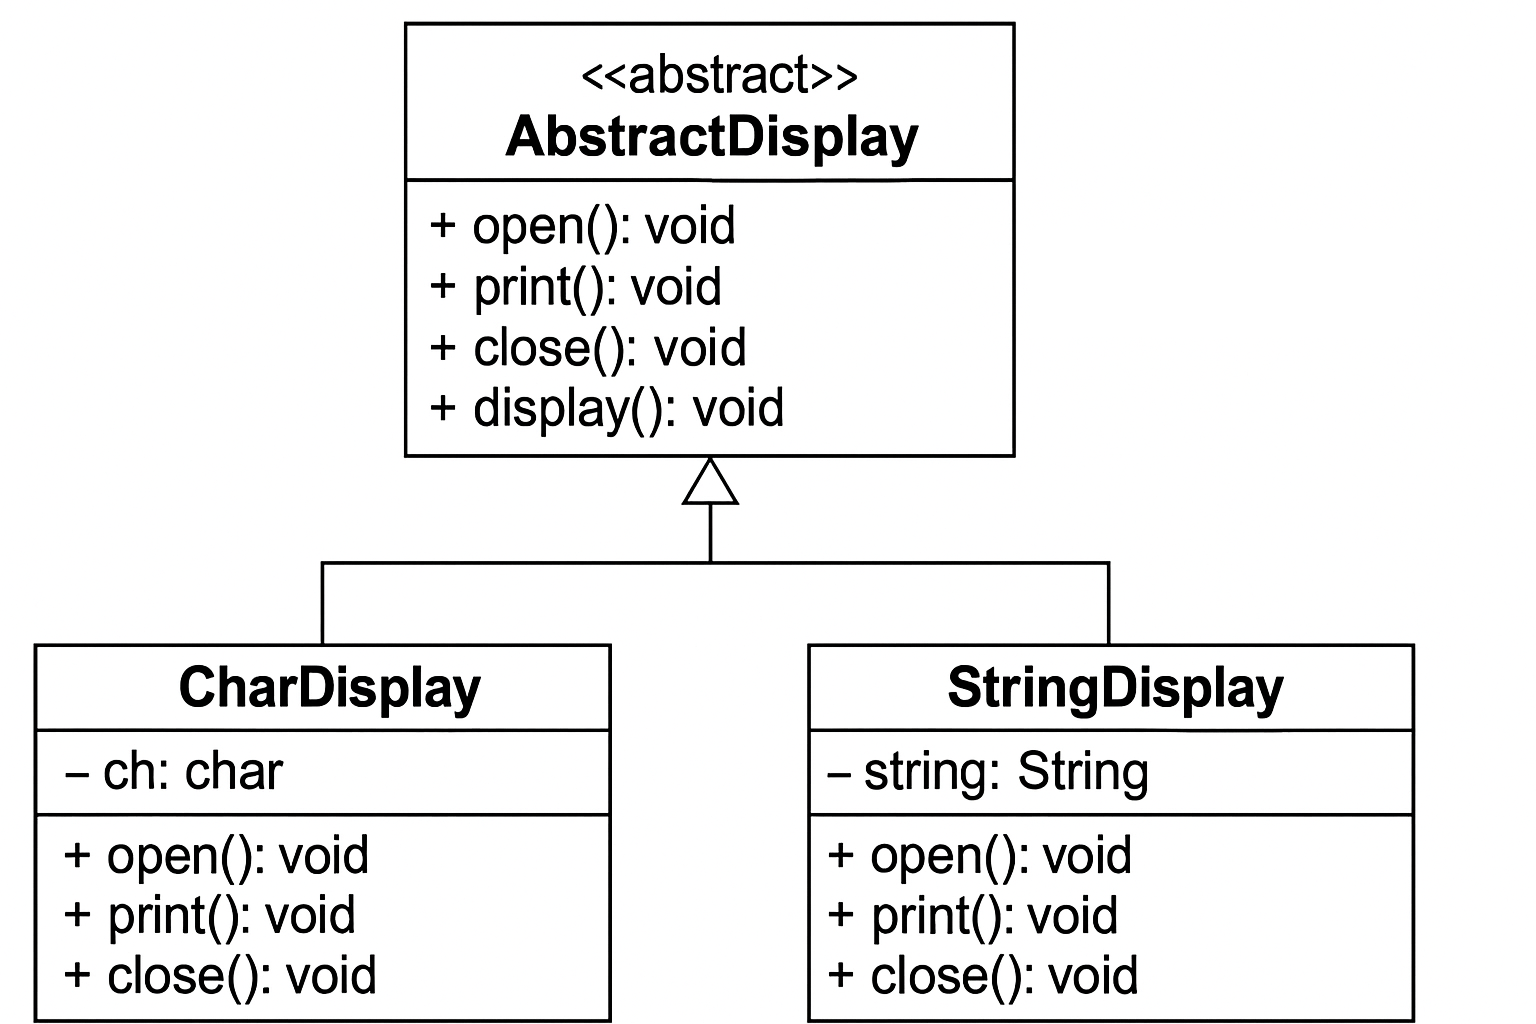 <<abstract>>
AbstractDisplay
+ open(): void
+ print(): void
+ close(): void
+ display(): void
CharDisplay
– ch: char
+ open(): void
+ print(): void
+ close(): void
StringDisplay
– string: String
+ open(): void
+ print(): void
+ close(): void